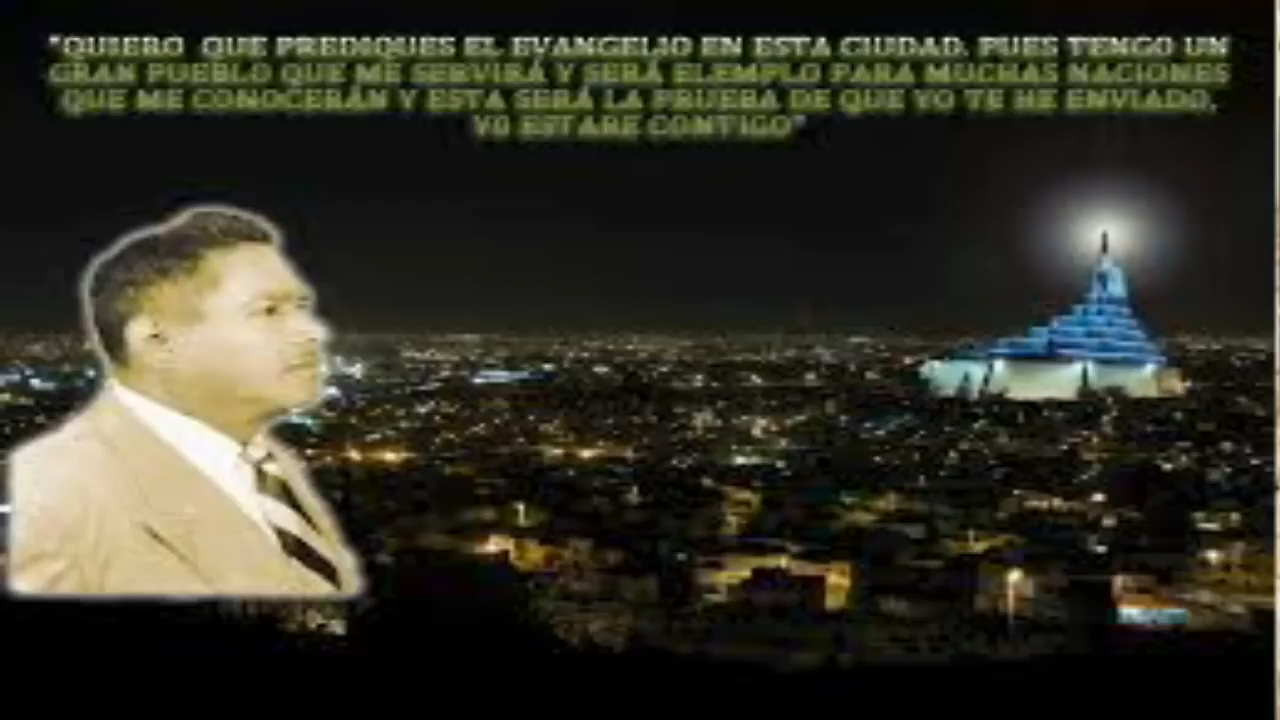 "QUIERO QUE PREDIQUES EL EVANGELIO EN ESTA CIUDAD, PUES TENGO UN
GRAN PUEBLO QUE ME SERVIRÁ Y SERÁ EJEMPLO PARA MUCHAS NACIONES
QUE ME CONOCERÁN Y ESTA SERÁ LA PRUEBA DE QUE YO TE HE ENVIADO,
YO ESTARE CONTIGO"